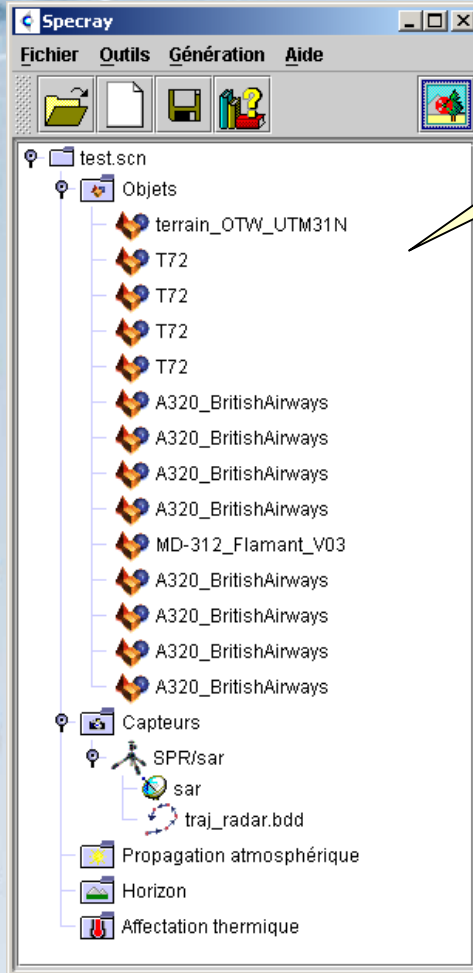 Specray
Fichier Outils Génération Aide
test.scn
Objets
terrain_OTW_UTM31N
T72
T72
T72
T72
A320_BritishAirways
A320_BritishAirways
A320_BritishAirways
A320_BritishAirways
MD-312_Flamant_V03
A320_BritishAirways
A320_BritishAirways
A320_BritishAirways
A320_BritishAirways
Capteurs
SPR/sar
sar
traj_radar.bdd
Propagation atmosphérique
Horizon
Affectation thermique